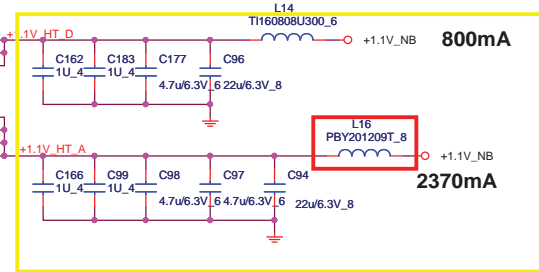 L14
TI160808U300_6
+1.1V_HT_D
+1.1V_NB
800mA
C162
1U_4
C183
1U_4
C177
4.7u/6.3V_6
C96
22u/6.3V_8
L16
PBY201209T_8
+1.1V_HT_A
+1.1V_NB
2370mA
C166
1U_4
C99
1U_4
C98
4.7u/6.3V_6
C97
4.7u/6.3V_6
C94
22u/6.3V_8